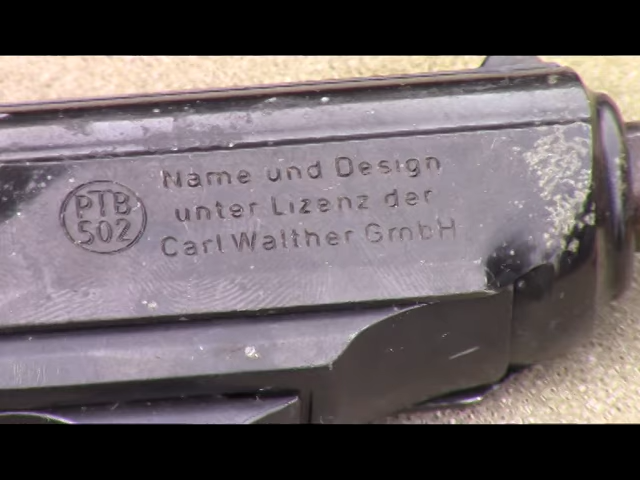 PTB
502
Name und Design
unter Lizenz der
Carl Walther GmbH